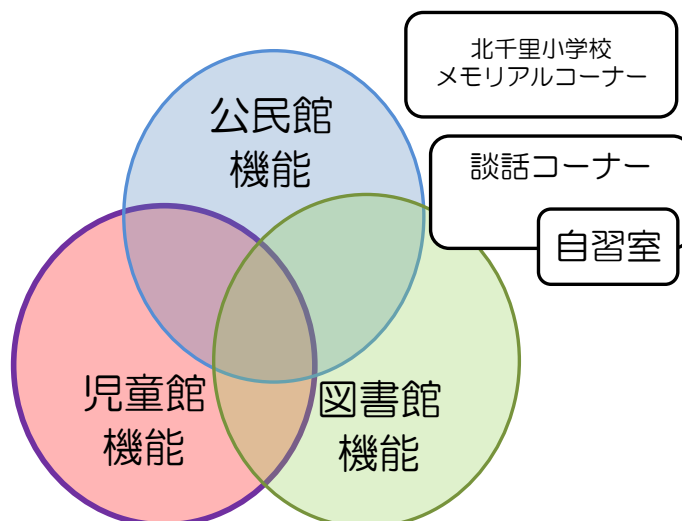 北千里小学校
メモリアルコーナー
公民館
機能
談話コーナー
自習室
児童館
機能
図書館
機能